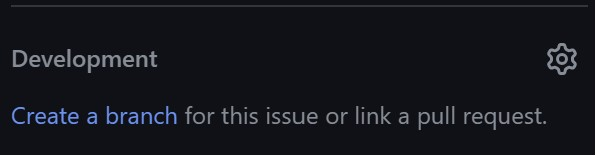 Development
Create a branch for this issue or link a pull request.